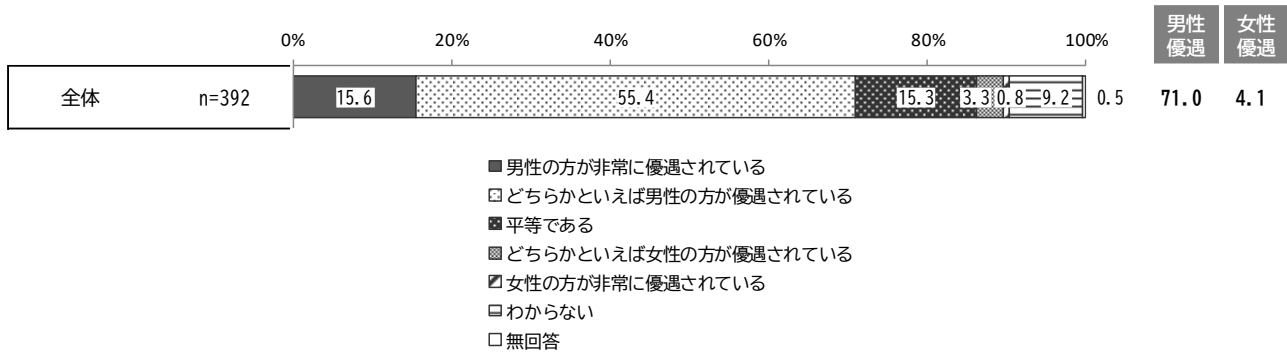 男性
優遇
女性
優遇
0% 20% 40% 60% 80% 100%
全体 n=392 15.6 55.4 15.3 3.3 0.8 9.2 0.5 71.0 4.1
男性の方が非常に優遇されている
どちらかといえば男性の方が優遇されている
平等である
どちらかといえば女性の方が優遇されている
女性の方が非常に優遇されている
わからない
無回答